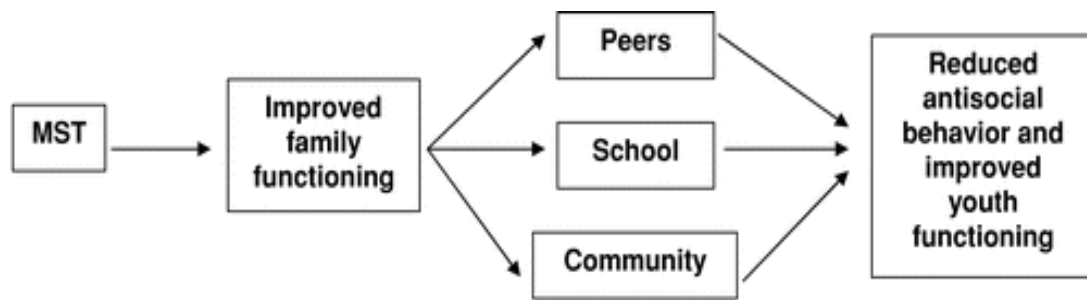 MST
Improved
family
functioning
Peers
School
Community
Reduced
antisocial
behavior and
improved
youth
functioning